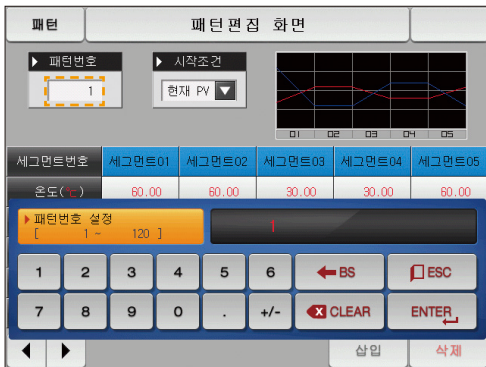 패턴
패턴편집 화면
▶ 패턴번호
▶ 시작조건
1
현재 PV ▼
01 02 03 04 05
세그먼트번호 세그먼트01 세그먼트02 세그먼트03 세그먼트04 세그먼트05
온도(℃) 60.00 60.00 30.00 30.00 60.00
▶ 패턴번호 설정
[ 1 ~ 120 ]
1
1 2 3 4 5 6 BS ESC
7 8 9 0 . +/- CLEAR ENTER
◀ ▶ 삽입 삭제